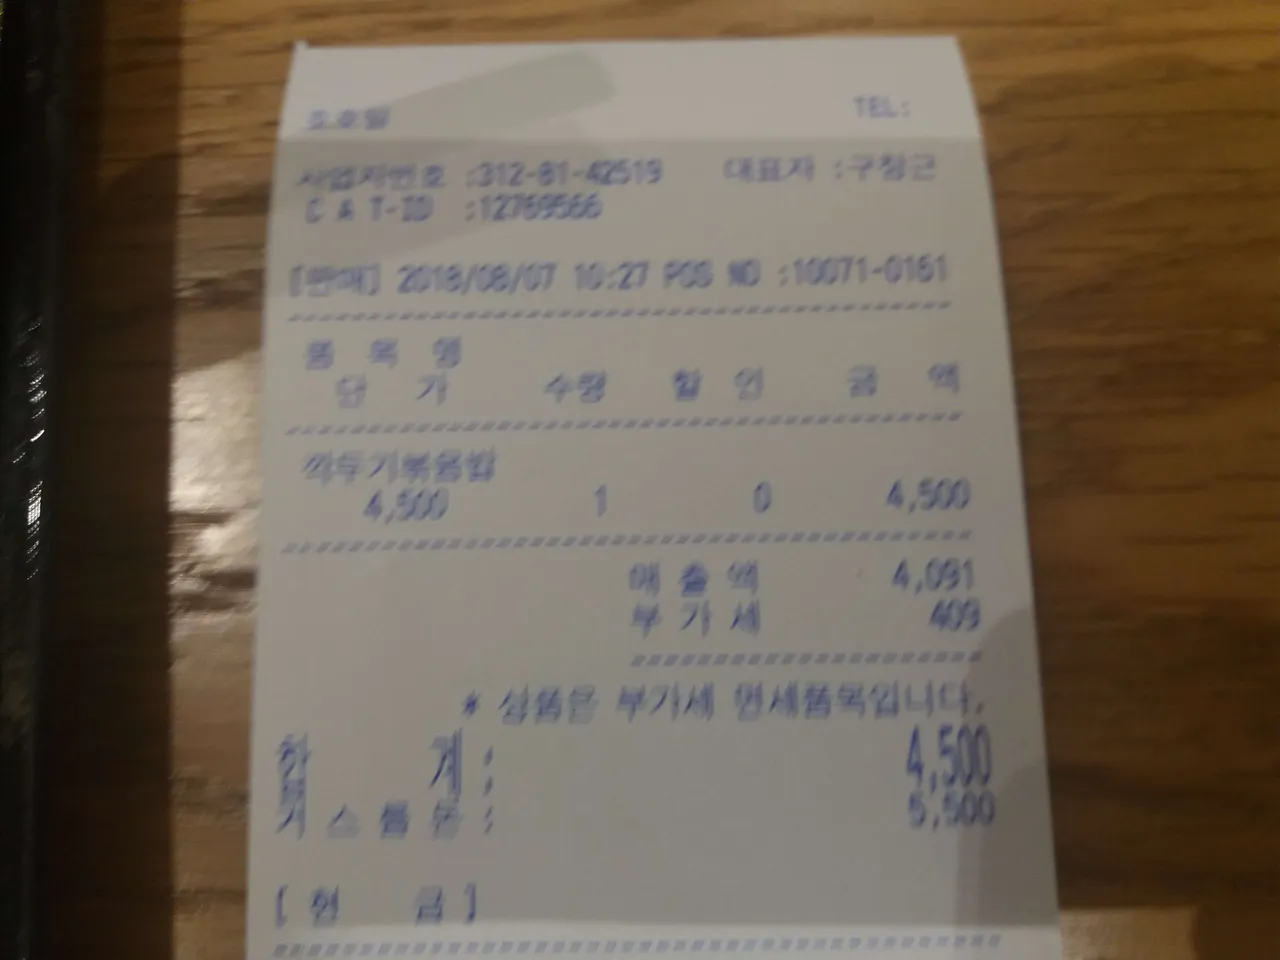 TEL:
사업자번호 :312-81-42519 대표자 :구창근
C A T-ID :12769566
[판매] 2018/08/07 10:27 POS NO :10071-0161
품 목 명
단 가 수량 할 인 금 액
깍두기볶음밥
4,500 1 0 4,500
매 출 액 4,091
부 가 세 409
* 상품은 부가세 면세품목입니다.
합 계 : 4,500
거 스 름 돈 : 5,500
[ 현 금 ]